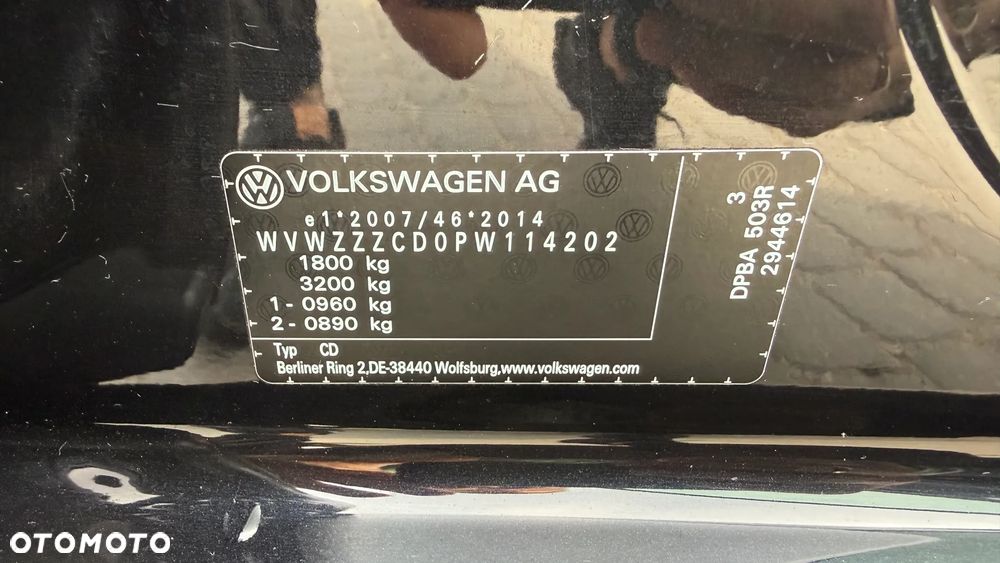 VOLKSWAGEN AG
e1*2007/46*2014
WVWZZZCD0PW114202
1800 kg
3200 kg
1 - 0960 kg
2 - 0890 kg
Typ CD
Berliner Ring 2,DE-38440 Wolfsburg,www.volkswagen.com
3
DPBA 503R
2944614
OTOMOTO